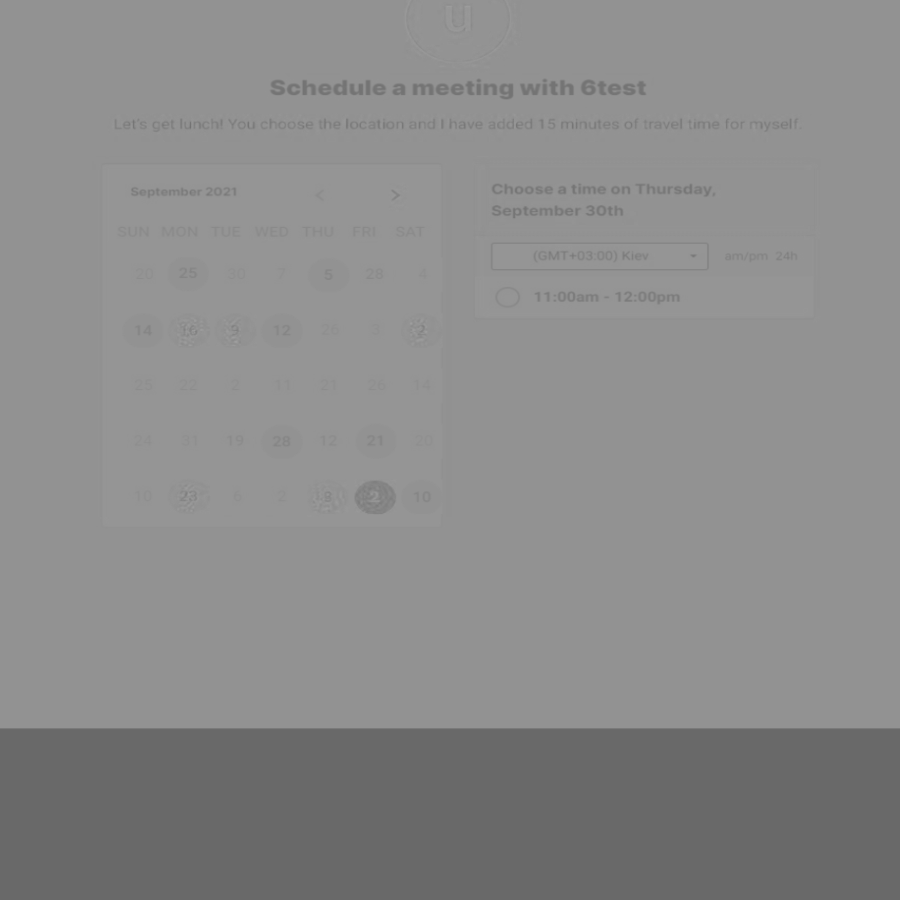 u
Schedule a meeting with 6test
Let's get lunch! You choose the location and I have added 15 minutes of travel time for myself.
September 2021 < >
SUN MON TUE WED THU FRI SAT
20 25 30 7 5 28 4
14 9 12 26 3 2
25 22 2 11 21 26 14
24 31 19 28 12 21 20
10 23 6 2 2 10
Choose a time on Thursday,
September 30th
(GMT+03:00) Kiev am/pm 24h
11:00am - 12:00pm